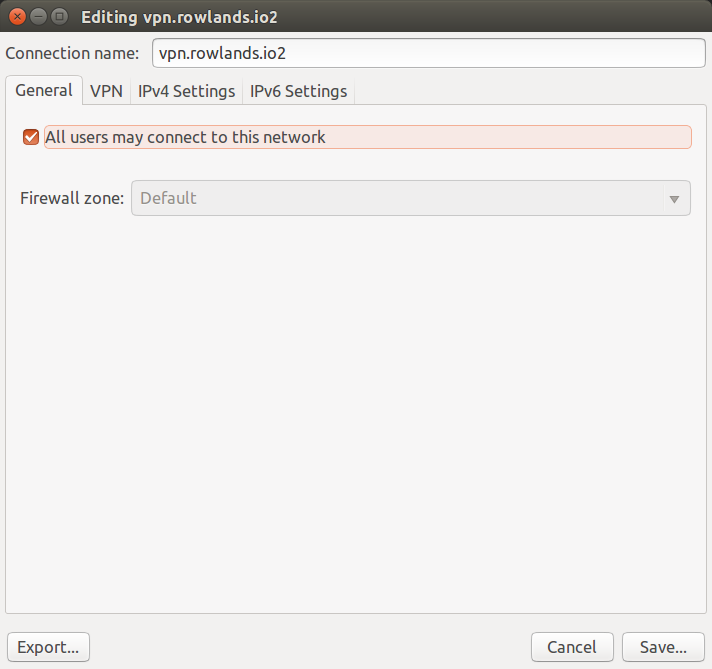 Editing vpn.rowlands.io2
Connection name: vpn.rowlands.io2
General VPN IPv4 Settings IPv6 Settings
All users may connect to this network
Firewall zone: Default
Export... Cancel Save...